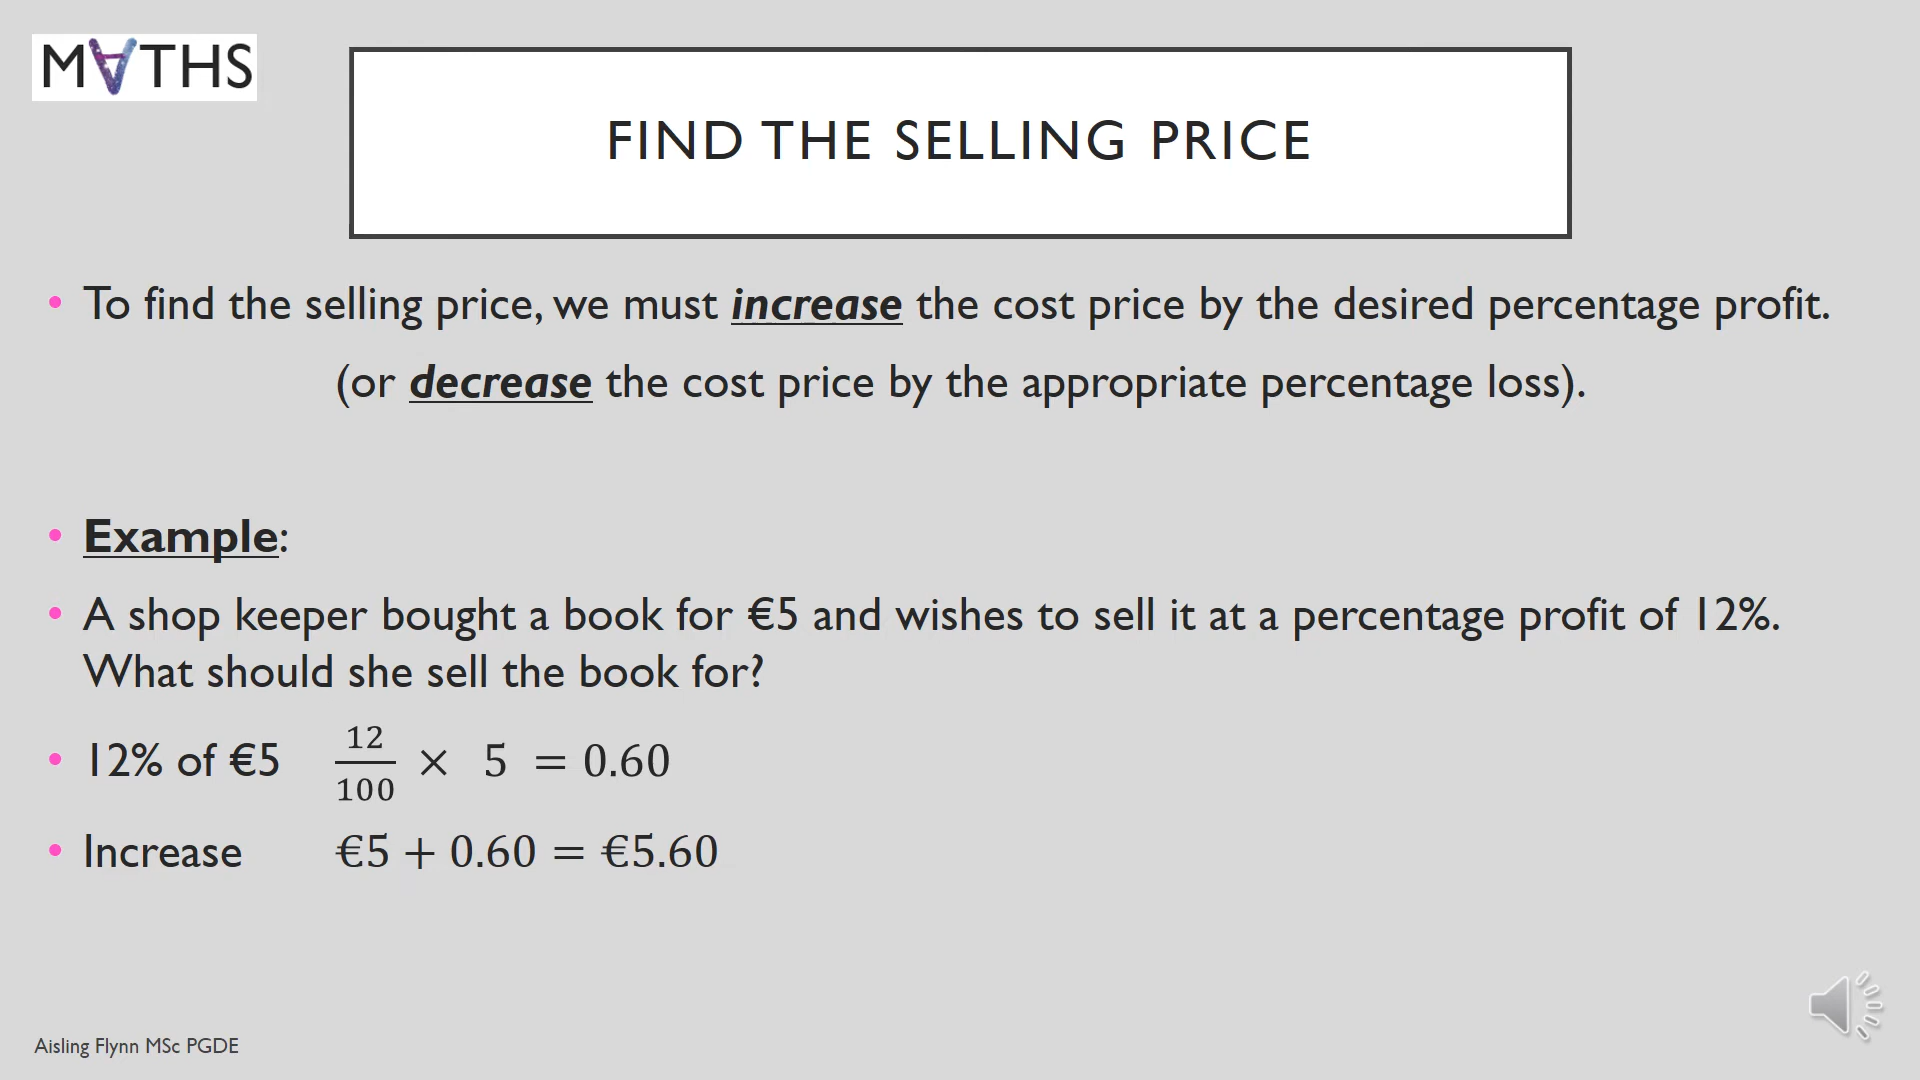 M∀THS
FIND THE SELLING PRICE
• To find the selling price, we must increase the cost price by the desired percentage profit.
(or decrease the cost price by the appropriate percentage loss).
• Example:
• A shop keeper bought a book for €5 and wishes to sell it at a percentage profit of 12%.
What should she sell the book for?
• 12% of €5 12/100 × 5 = 0.60
• Increase €5 + 0.60 = €5.60
Aisling Flynn MSc PGDE